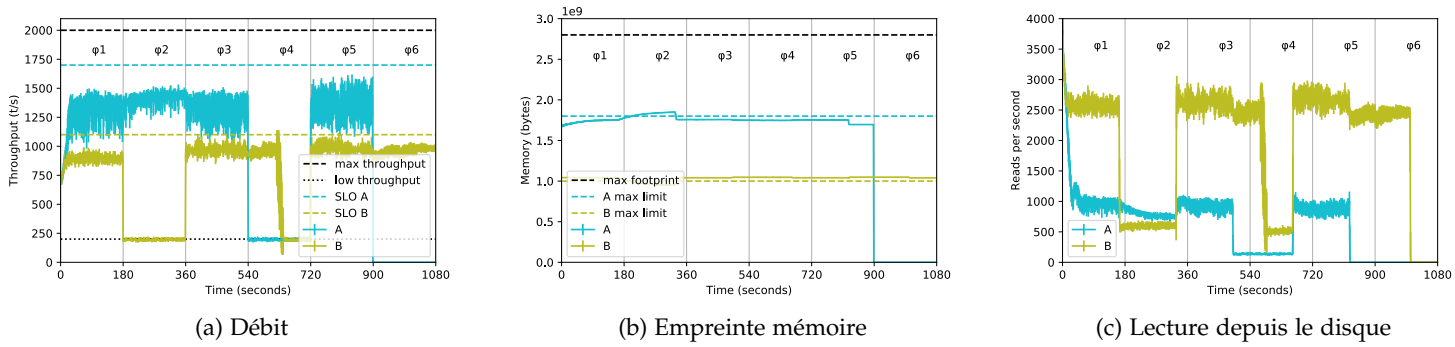 2000
1750
1500
1250
1000
750
500
250
0
Throughput (t/s)
φ1 φ2 φ3 φ4 φ5 φ6
max throughput
low throughput
SLO A
SLO B
A
B
0 180 360 540 720 900 1080
Time (seconds)
(a) Débit
1e9
3.0
2.5
2.0
1.5
1.0
0.5
0.0
Memory (bytes)
φ1 φ2 φ3 φ4 φ5 φ6
max footprint
A max limit
B max limit
A
B
0 180 360 540 720 900 1080
Time (seconds)
(b) Empreinte mémoire
4000
3500
3000
2500
2000
1500
1000
500
0
Reads per second
φ1 φ2 φ3 φ4 φ5 φ6
A
B
0 180 360 540 720 900 1080
Time (seconds)
(c) Lecture depuis le disque